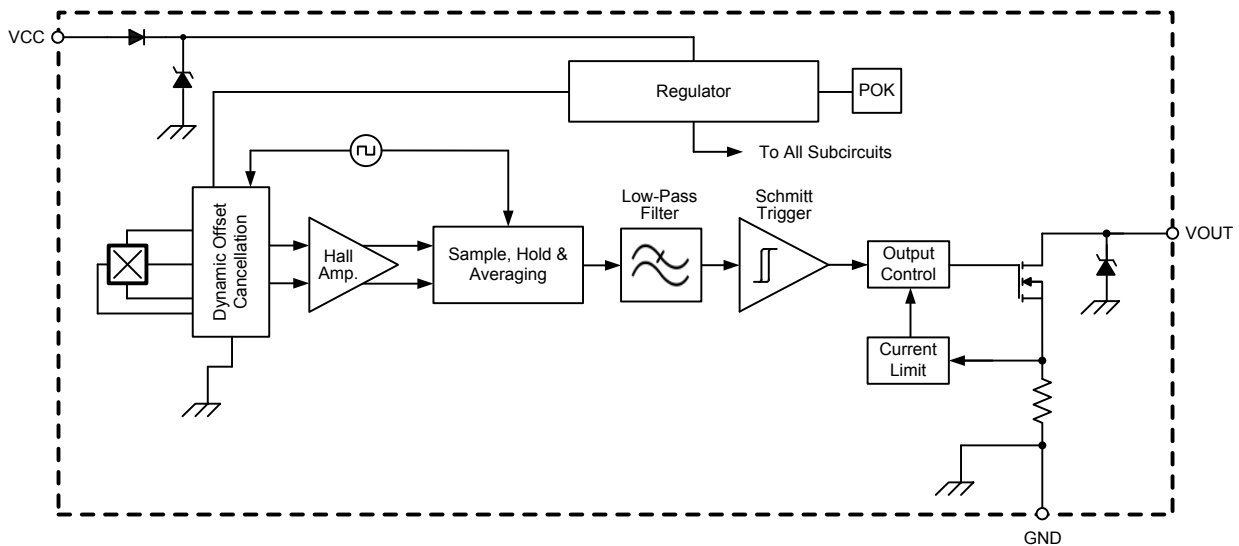 VCC
Regulator
POK
To All Subcircuits
Low-Pass
Filter
Schmitt
Trigger
Dynamic Offset
Cancellation
Hall
Amp.
Sample, Hold &
Averaging
Output
Control
VOUT
Current
Limit
GND